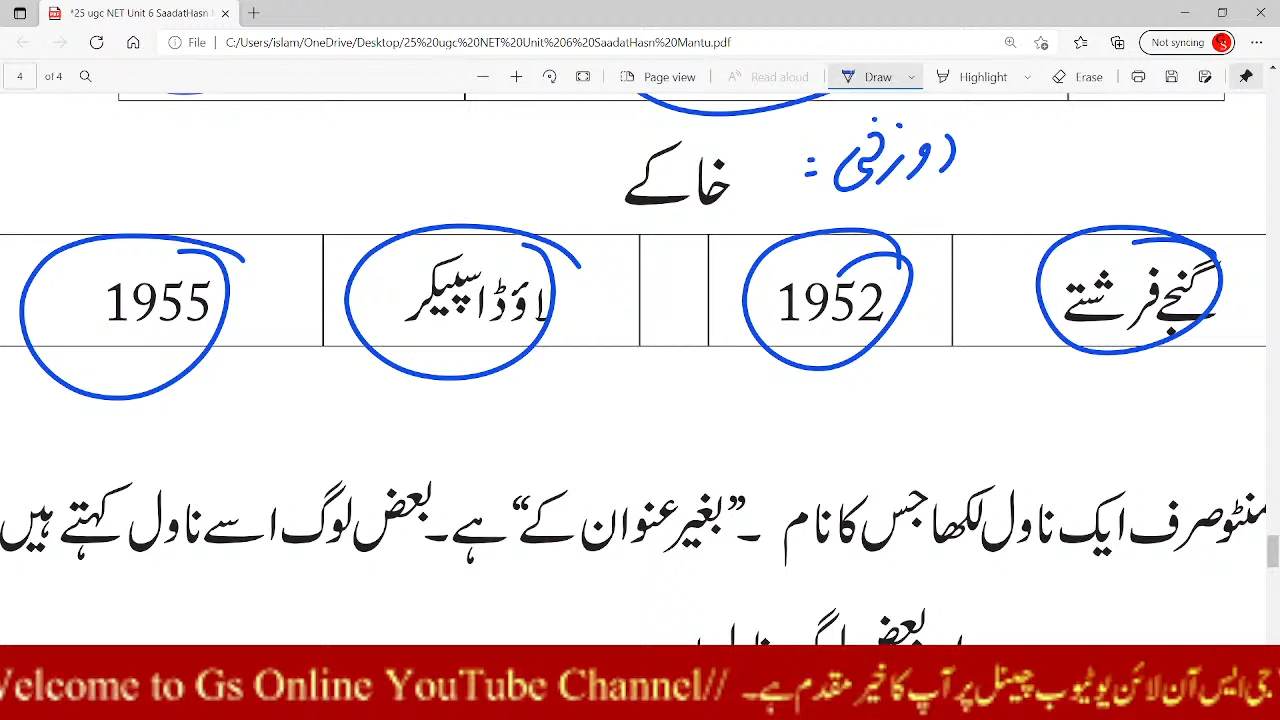 *25 ugc NET Unit 6 SaadatHasn
File C:/Users/islam/OneDrive/Desktop/25%20ugc%20NET%20Unit%206%20SaadatHasn%20Mantu.pdf Not syncing
4 of 4 Page view Read aloud Draw Highlight Erase
خاکے
گنجے فرشتے 1952 لاؤڈ اسپیکر 1955
منٹو صرف ایک ناول لکھا جس کا نام ۔ ”بغیر عنوان کے“ ہے۔ بعض لوگ اسے ناول کہتے ہیں
Welcome to Gs Online YouTube Channel// جی ایس آن لائن یوٹیوب چینل پر آپ کا خیر مقدم ہے۔